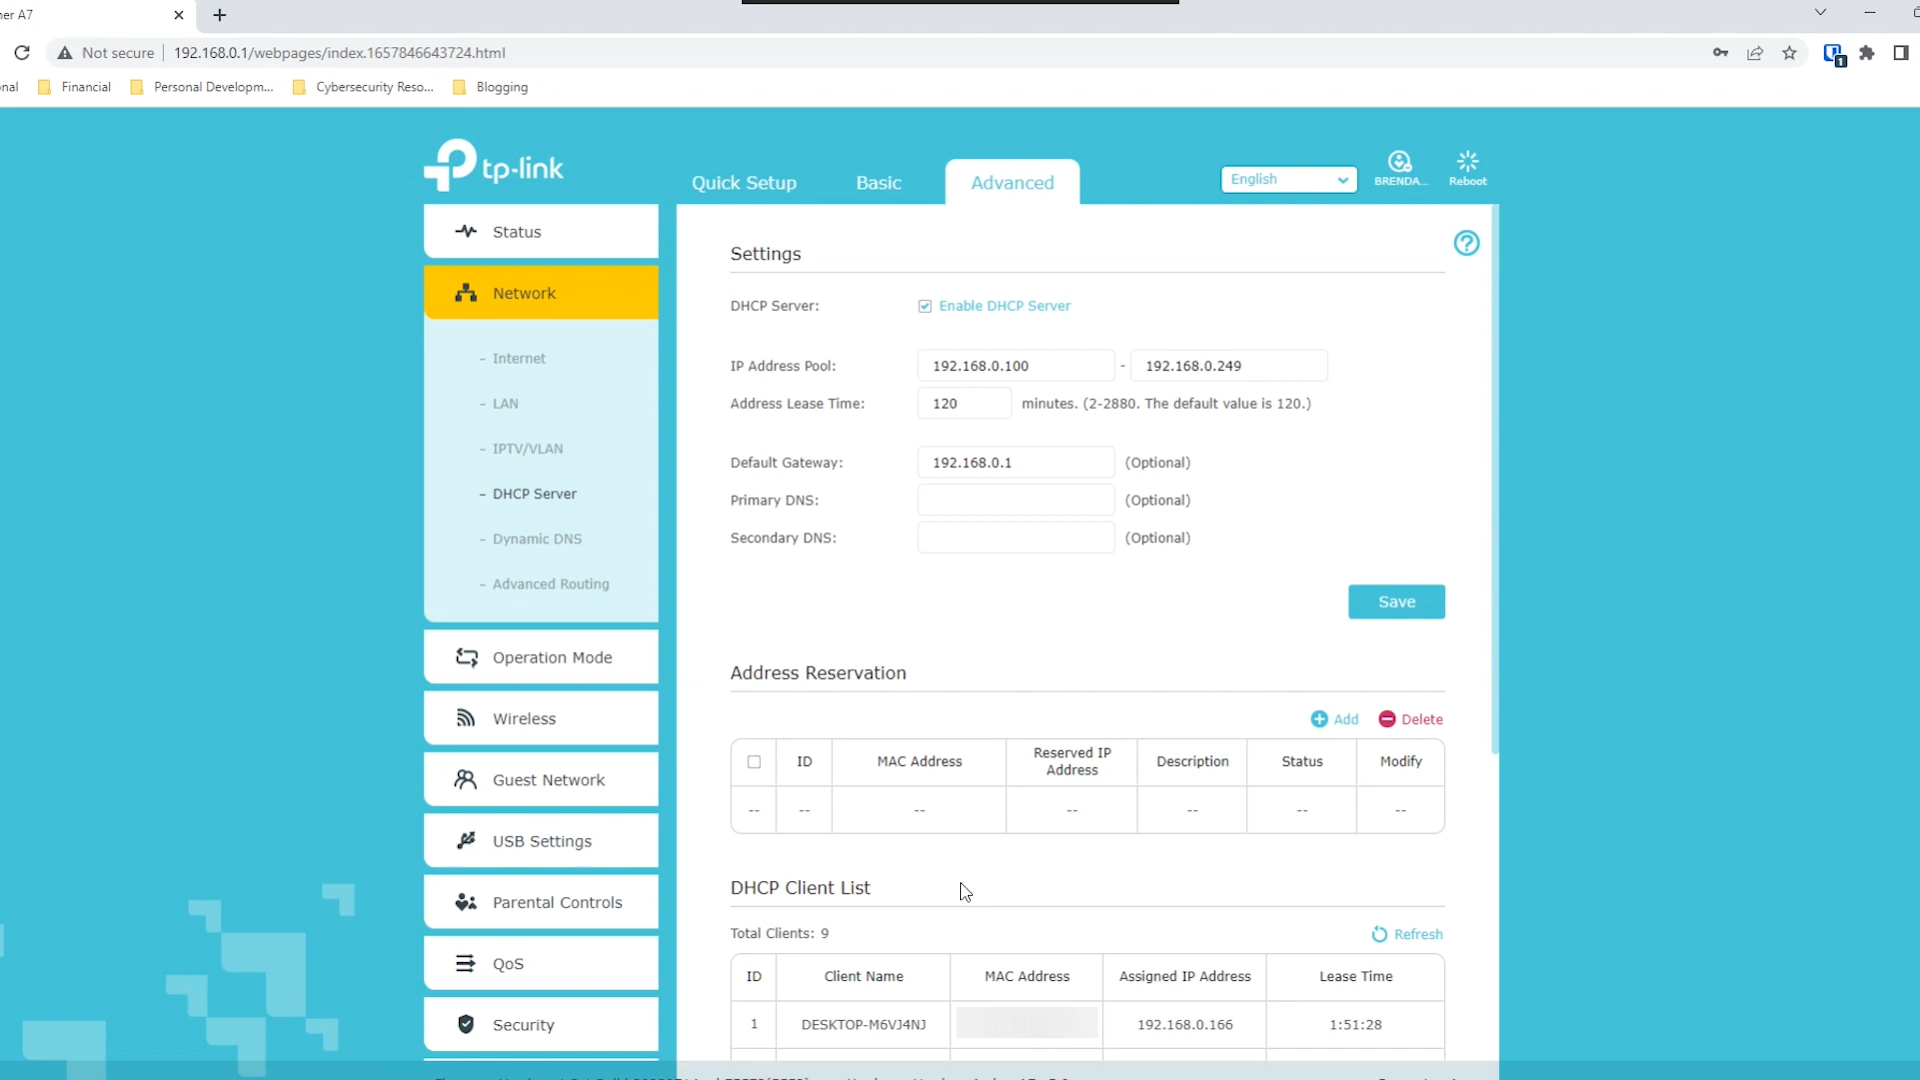 ner A7
Not secure 192.168.0.1/webpages/index.1657846643724.html
1
onal Financial Personal Developm... Cybersecurity Reso... Blogging
tp-link
Quick Setup Basic Advanced English BRENDA... Reboot
Status
Network
- Internet
- LAN
- IPTV/VLAN
- DHCP Server
- Dynamic DNS
- Advanced Routing
Operation Mode
Wireless
Guest Network
USB Settings
Parental Controls
QoS
Security
Settings
DHCP Server: Enable DHCP Server
IP Address Pool: 192.168.0.100 - 192.168.0.249
Address Lease Time: 120 minutes. (2-2880. The default value is 120.)
Default Gateway: 192.168.0.1 (Optional)
Primary DNS: (Optional)
Secondary DNS: (Optional)
Save
Address Reservation
Add Delete
ID MAC Address Reserved IP Address Description Status Modify
-- -- -- -- -- -- --
DHCP Client List
Total Clients: 9 Refresh
ID Client Name MAC Address Assigned IP Address Lease Time
1 DESKTOP-M6VJ4NJ 192.168.0.166 1:51:28